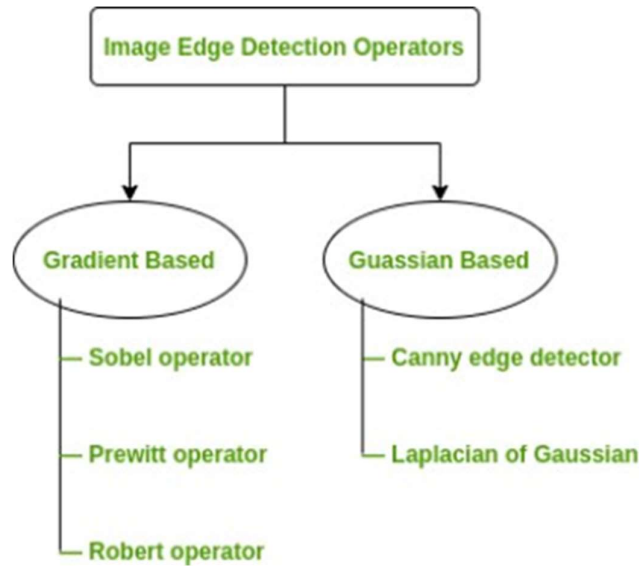 Image Edge Detection Operators
Gradient Based
Guassian Based
Sobel operator
Canny edge detector
Prewitt operator
Laplacian of Gaussian
Robert operator